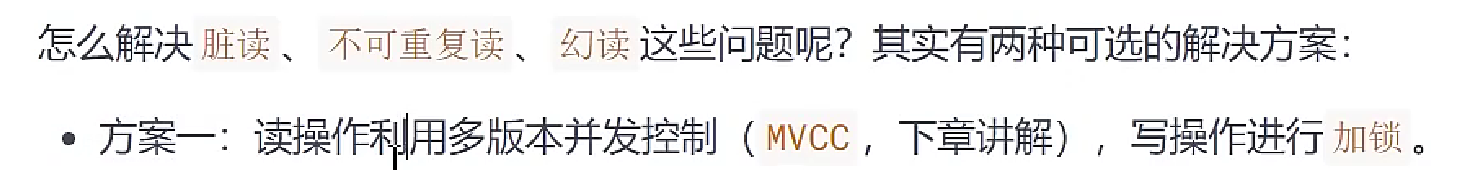 怎么解决 脏读 、 不可重复读 、 幻读 这些问题呢？其实有两种可选的解决方案：
• 方案一：读操作利用多版本并发控制（ MVCC ，下章讲解），写操作进行 加锁 。